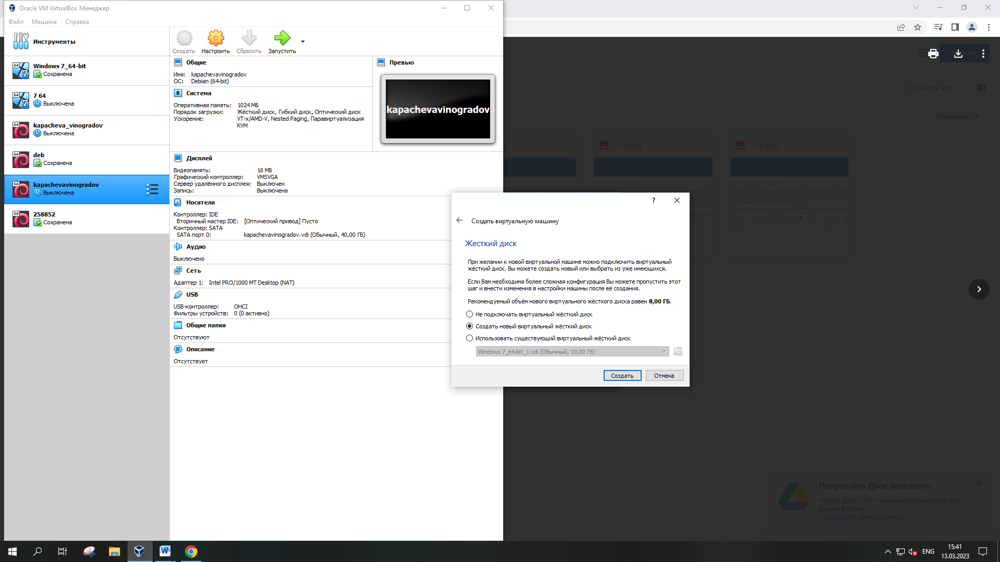 Oracle VM VirtualBox Менеджер
Файл Машина Справка
Инструменты
Создать Настроить Сбросить Запустить
Windows 7_64-bit
Сохранена
7 64
Выключена
kapacheva_vinogradov
Выключена
deb
Сохранена
kapachevavinogradov
Выключена
258852
Сохранена
Общие
Имя: kapachevavinogradov
ОС: Debian (64-bit)
Система
Оперативная память: 1024 МБ
Порядок загрузки: Жёсткий диск, Гибкий диск, Оптический диск
Ускорение: VT-x/AMD-V, Nested Paging, Паравиртуализация
KVM
Превью
kapachevavinogradov
Дисплей
Видеопамять: 16 МБ
Графический контроллер: VMSVGA
Сервер удалённого дисплея: Выключен
Запись: Выключена
Носители
Контроллер: IDE
Вторичный мастер IDE: [Оптический привод] Пусто
Контроллер: SATA
SATA порт 0: kapachevavinogradov.vdi (Обычный, 40,00 ГБ)
Аудио
Выключено
Сеть
Адаптер 1: Intel PRO/1000 MT Desktop (NAT)
USB
USB-контроллер: OHCI
Фильтры устройств: 0 (0 активно)
Общие папки
Отсутствуют
Описание
Отсутствует
?
Создать виртуальную машину
Жесткий диск
При желании к новой виртуальной машине можно подключить виртуальный
жёсткий диск. Вы можете создать новый или выбрать из уже имеющихся.
Если Вам необходима более сложная конфигурация Вы можете пропустить этот
шаг и внести изменения в настройки машины после её создания.
Рекомендуемый объём нового виртуального жёсткого диска равен 8,00 ГБ.
Не подключать виртуальный жёсткий диск
Создать новый виртуальный жёсткий диск
Использовать существующий виртуальный жёсткий диск
Windows 7_64-bit_1.vdi (Обычный, 10,00 ГБ)
Создать Отмена
Скачать все
Название
05.png
06.png
Попробуйте Диск бесплатно
Google Диск – это надежное хранилище для
ваших файлов.
Попробуйте прямо сейчас!
ENG
15:41
13.03.2023